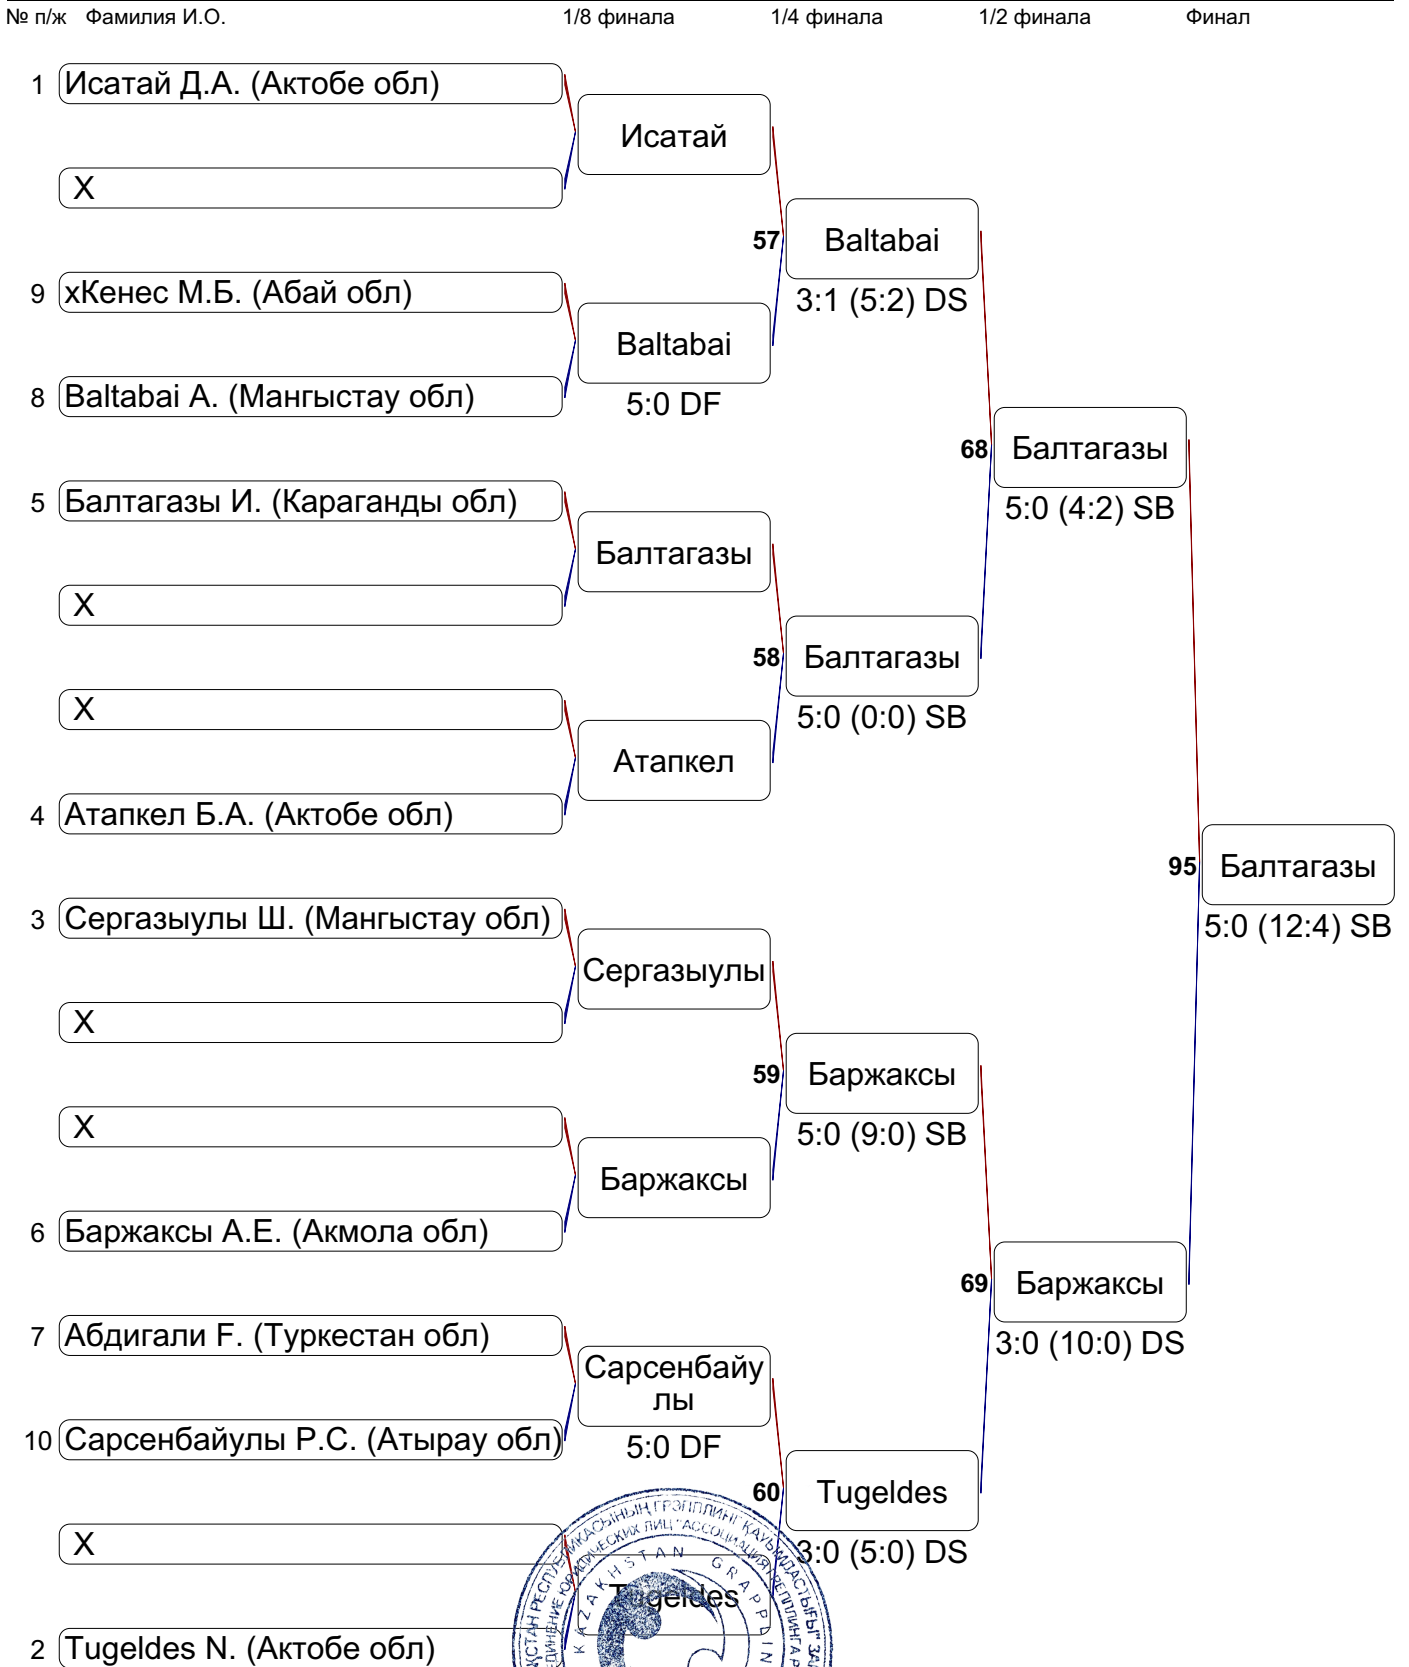 № п/ж Фамилия И.О. 1/8 финала 1/4 финала 1/2 финала Финал
1 Исатай Д.А. (Актобе обл)
Исатай
X
57 Baltabai
3:1 (5:2) DS
9 хКенес М.Б. (Абай обл)
Baltabai
5:0 DF
8 Baltabai A. (Мангыстау обл)
68 Балтагазы
5:0 (4:2) SB
5 Балтагазы И. (Караганды обл)
Балтагазы
X
58 Балтагазы
5:0 (0:0) SB
X
Атапкел
4 Атапкел Б.А. (Актобе обл)
95 Балтагазы
5:0 (12:4) SB
3 Сергазыулы Ш. (Мангыстау обл)
Сергазыулы
X
59 Баржаксы
5:0 (9:0) SB
X
Баржаксы
6 Баржаксы А.Е. (Акмола обл)
69 Баржаксы
3:0 (10:0) DS
7 Абдигали Ғ. (Туркестан обл)
Сарсенбайу
лы
5:0 DF
10 Сарсенбайулы Р.С. (Атырау обл)
60 Tugeldes
3:0 (5:0) DS
X
Tugeldes
2 Tugeldes N. (Актобе обл)
KAZAKHSTAN GRAPPLIN